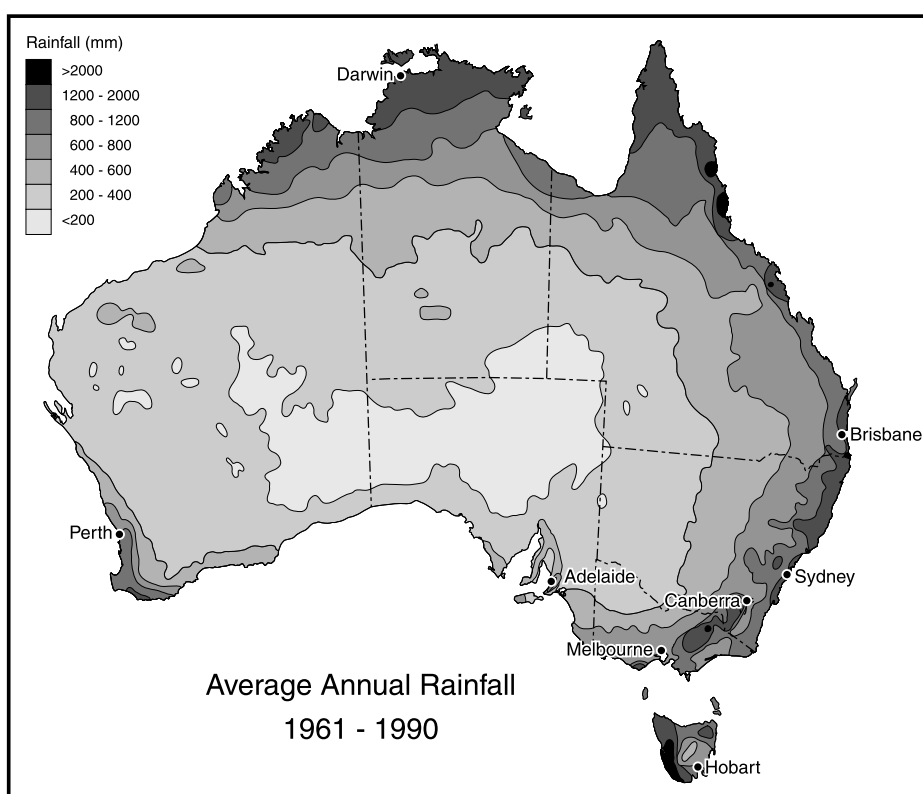 Rainfall (mm)
>2000
1200 - 2000
800 - 1200
600 - 800
400 - 600
200 - 400
<200
Darwin
Brisbane
Perth
Adelaide
Sydney
Canberra
Melbourne
Average Annual Rainfall
1961 - 1990
Hobart